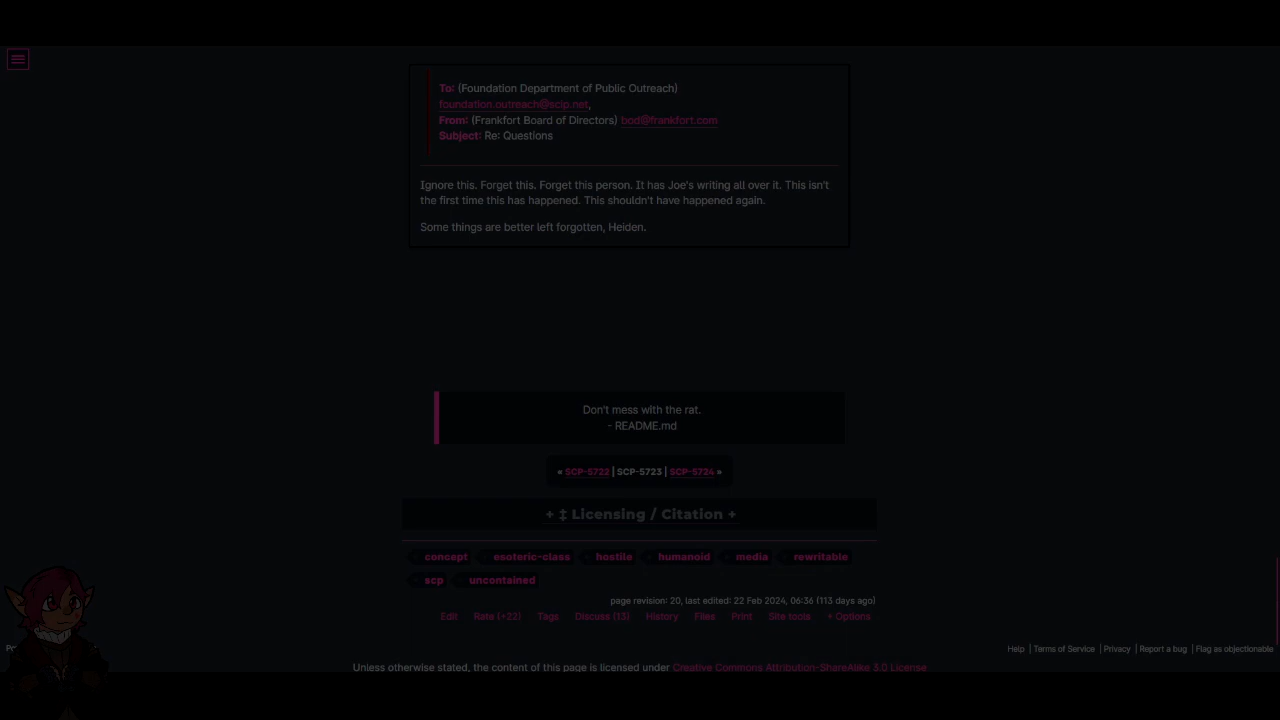 To: (Foundation Department of Public Outreach)
foundation.outreach@scip.net,
From: (Frankfort Board of Directors) bod@frankfort.com
Subject: Re: Questions
Ignore this. Forget this. Forget this person. It has Joe's writing all over it. This isn't
the first time this has happened. This shouldn't have happened again.
Some things are better left forgotten, Heiden.
Don't mess with the rat.
- README.md
« SCP-5722 | SCP-5723 | SCP-5724 »
+ ‡ Licensing / Citation +
concept esoteric-class hostile humanoid media rewritable
scp uncontained
page revision: 20, last edited: 22 Feb 2024, 06:36 (113 days ago)
Edit Rate (+22) Tags Discuss (13) History Files Print Site tools + Options
Help | Terms of Service | Privacy | Report a bug | Flag as objectionable
Unless otherwise stated, the content of this page is licensed under Creative Commons Attribution-ShareAlike 3.0 License